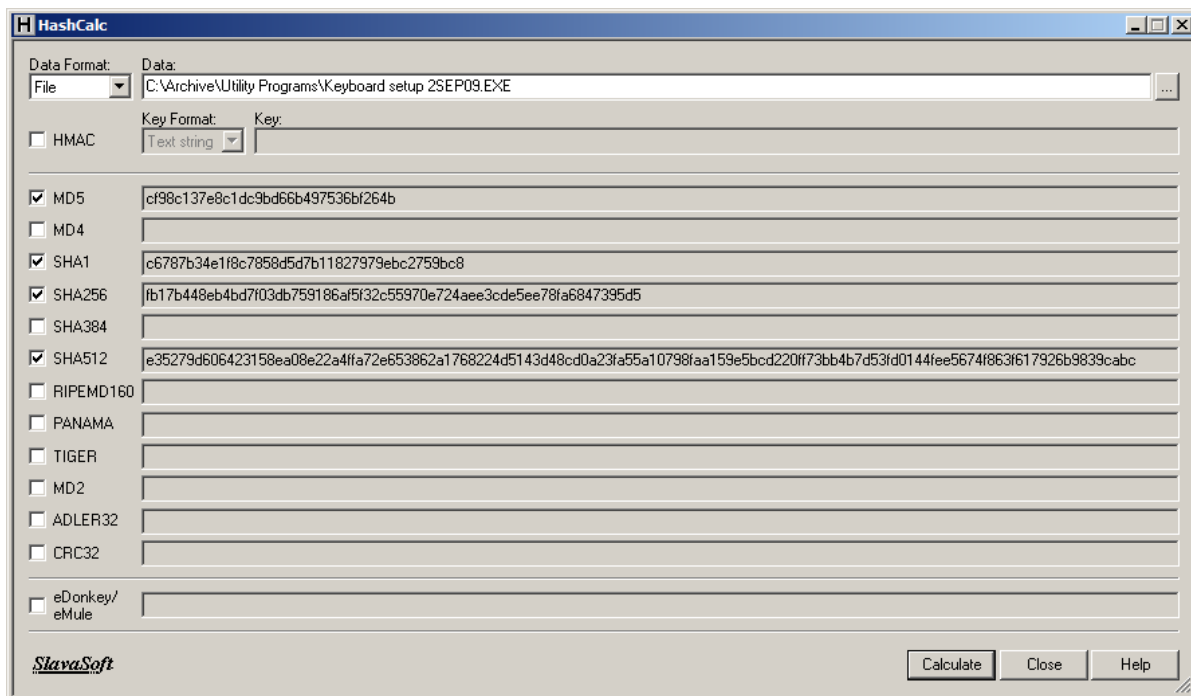 HashCalc
Data Format: Data:
File C:\Archive\Utility Programs\Keyboard setup 2SEP09.EXE ...
Key Format: Key:
HMAC Text string
MD5 cf98c137e8c1dc9bd66b497536bf264b
MD4
SHA1 c6787b34e1f8c7858d5d7b11827979ebc2759bc8
SHA256 fb17b448eb4bd7f03db759186af5f32c55970e724aee3cde5ee78fa6847395d5
SHA384
SHA512 e35279d606423158ea08e22a4ffa72e653862a1768224d5143d48cd0a23fa55a10798faa159e5bcd220ff73bb4b7d53fd0144fee5674f863f617926b9839cabc
RIPEMD160
PANAMA
TIGER
MD2
ADLER32
CRC32
eDonkey/
eMule
SlavaSoft Calculate Close Help